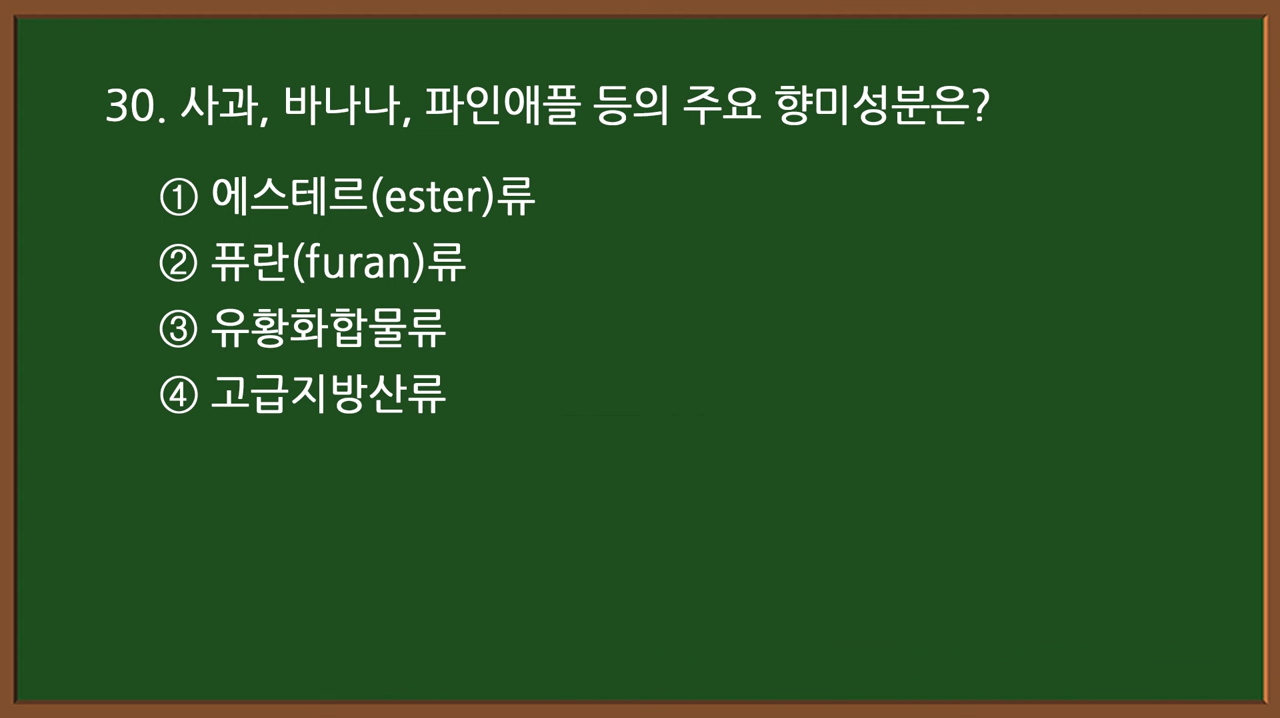 30. 사과, 바나나, 파인애플 등의 주요 향미성분은?
① 에스테르(ester)류
② 퓨란(furan)류
③ 유황화합물류
④ 고급지방산류